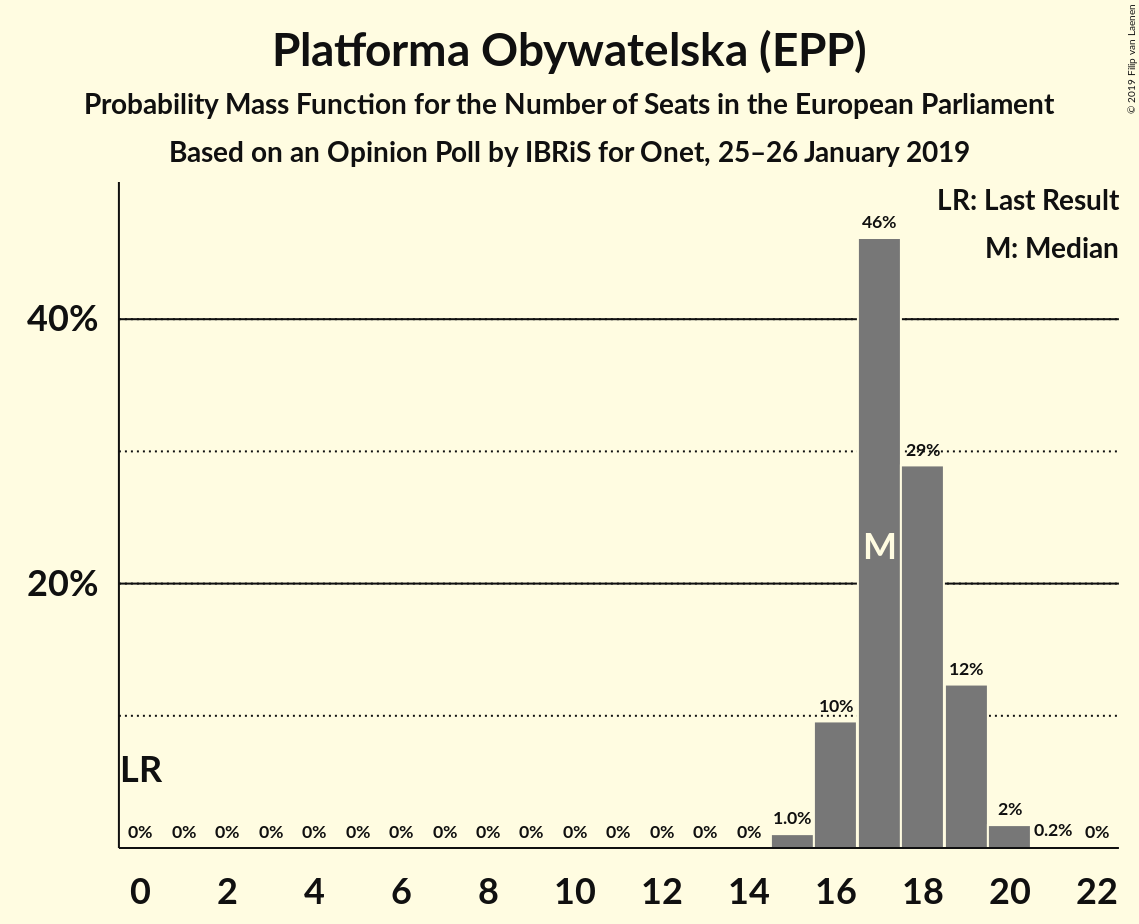 Platforma Obywatelska (EPP)
Probability Mass Function for the Number of Seats in the European Parliament
Based on an Opinion Poll by IBRiS for Onet, 25–26 January 2019
© 2019 Filip van Laenen
LR: Last Result
M: Median
40%
20%
46%
29%
M
12%
10%
LR
0% 0% 0% 0% 0% 0% 0% 0% 0% 0% 0% 0% 0% 0% 0% 1.0% 2% 0.2% 0%
0 2 4 6 8 10 12 14 16 18 20 22